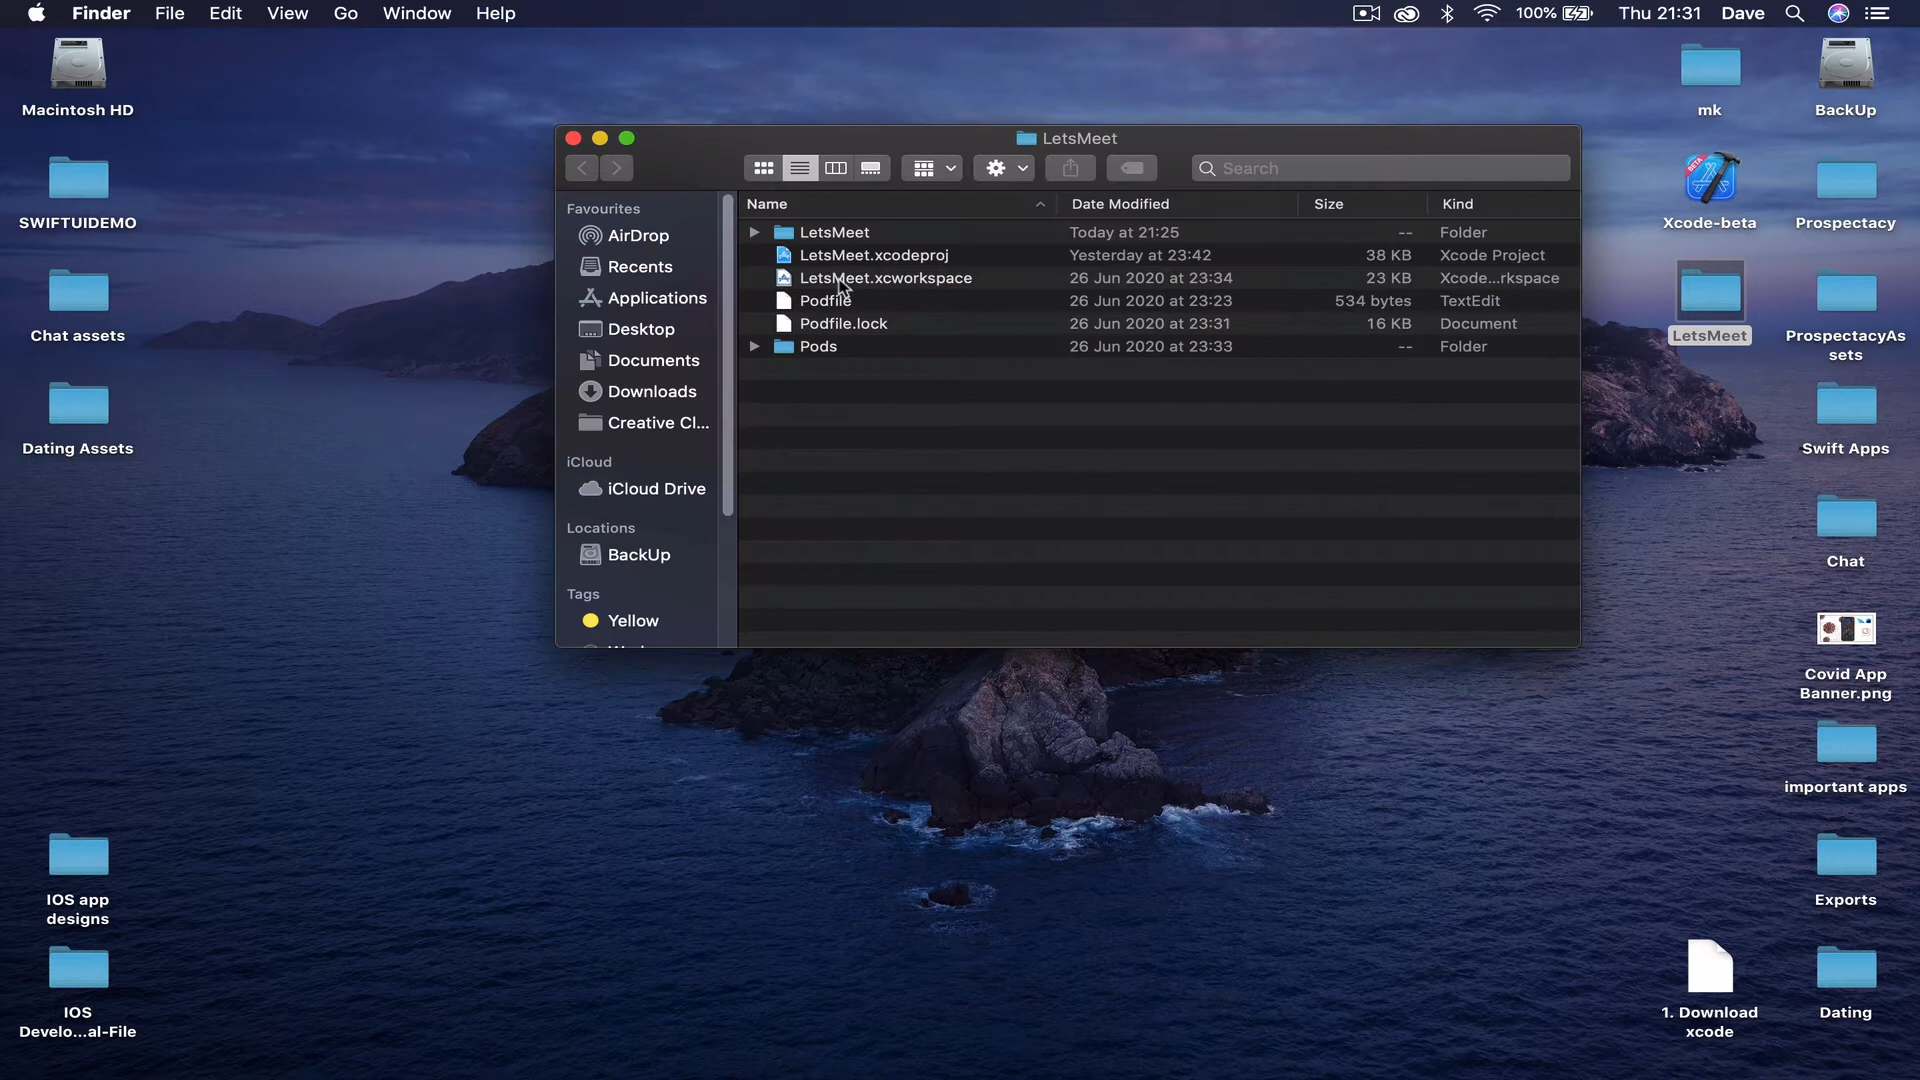 Finder File Edit View Go Window Help 100% Thu 21:31 Dave
Macintosh HD
SWIFTUIDEMO
Chat assets
Dating Assets
IOS app
designs
IOS
Develo...al-File
LetsMeet
Search
Favourites
AirDrop
Recents
Applications
Desktop
Documents
Downloads
Creative Cl...
iCloud
iCloud Drive
Locations
BackUp
Tags
Yellow
Name Date Modified Size Kind
LetsMeet Today at 21:25 -- Folder
LetsMeet.xcodeproj Yesterday at 23:42 38 KB Xcode Project
LetsMeet.xcworkspace 26 Jun 2020 at 23:34 23 KB Xcode...rkspace
Podfile 26 Jun 2020 at 23:23 534 bytes TextEdit
Podfile.lock 26 Jun 2020 at 23:31 16 KB Document
Pods 26 Jun 2020 at 23:33 -- Folder
mk
BETA
Xcode-beta
LetsMeet
1. Download
xcode
BackUp
Prospectacy
ProspectacyAs
sets
Swift Apps
Chat
Covid App
Banner.png
important apps
Exports
Dating